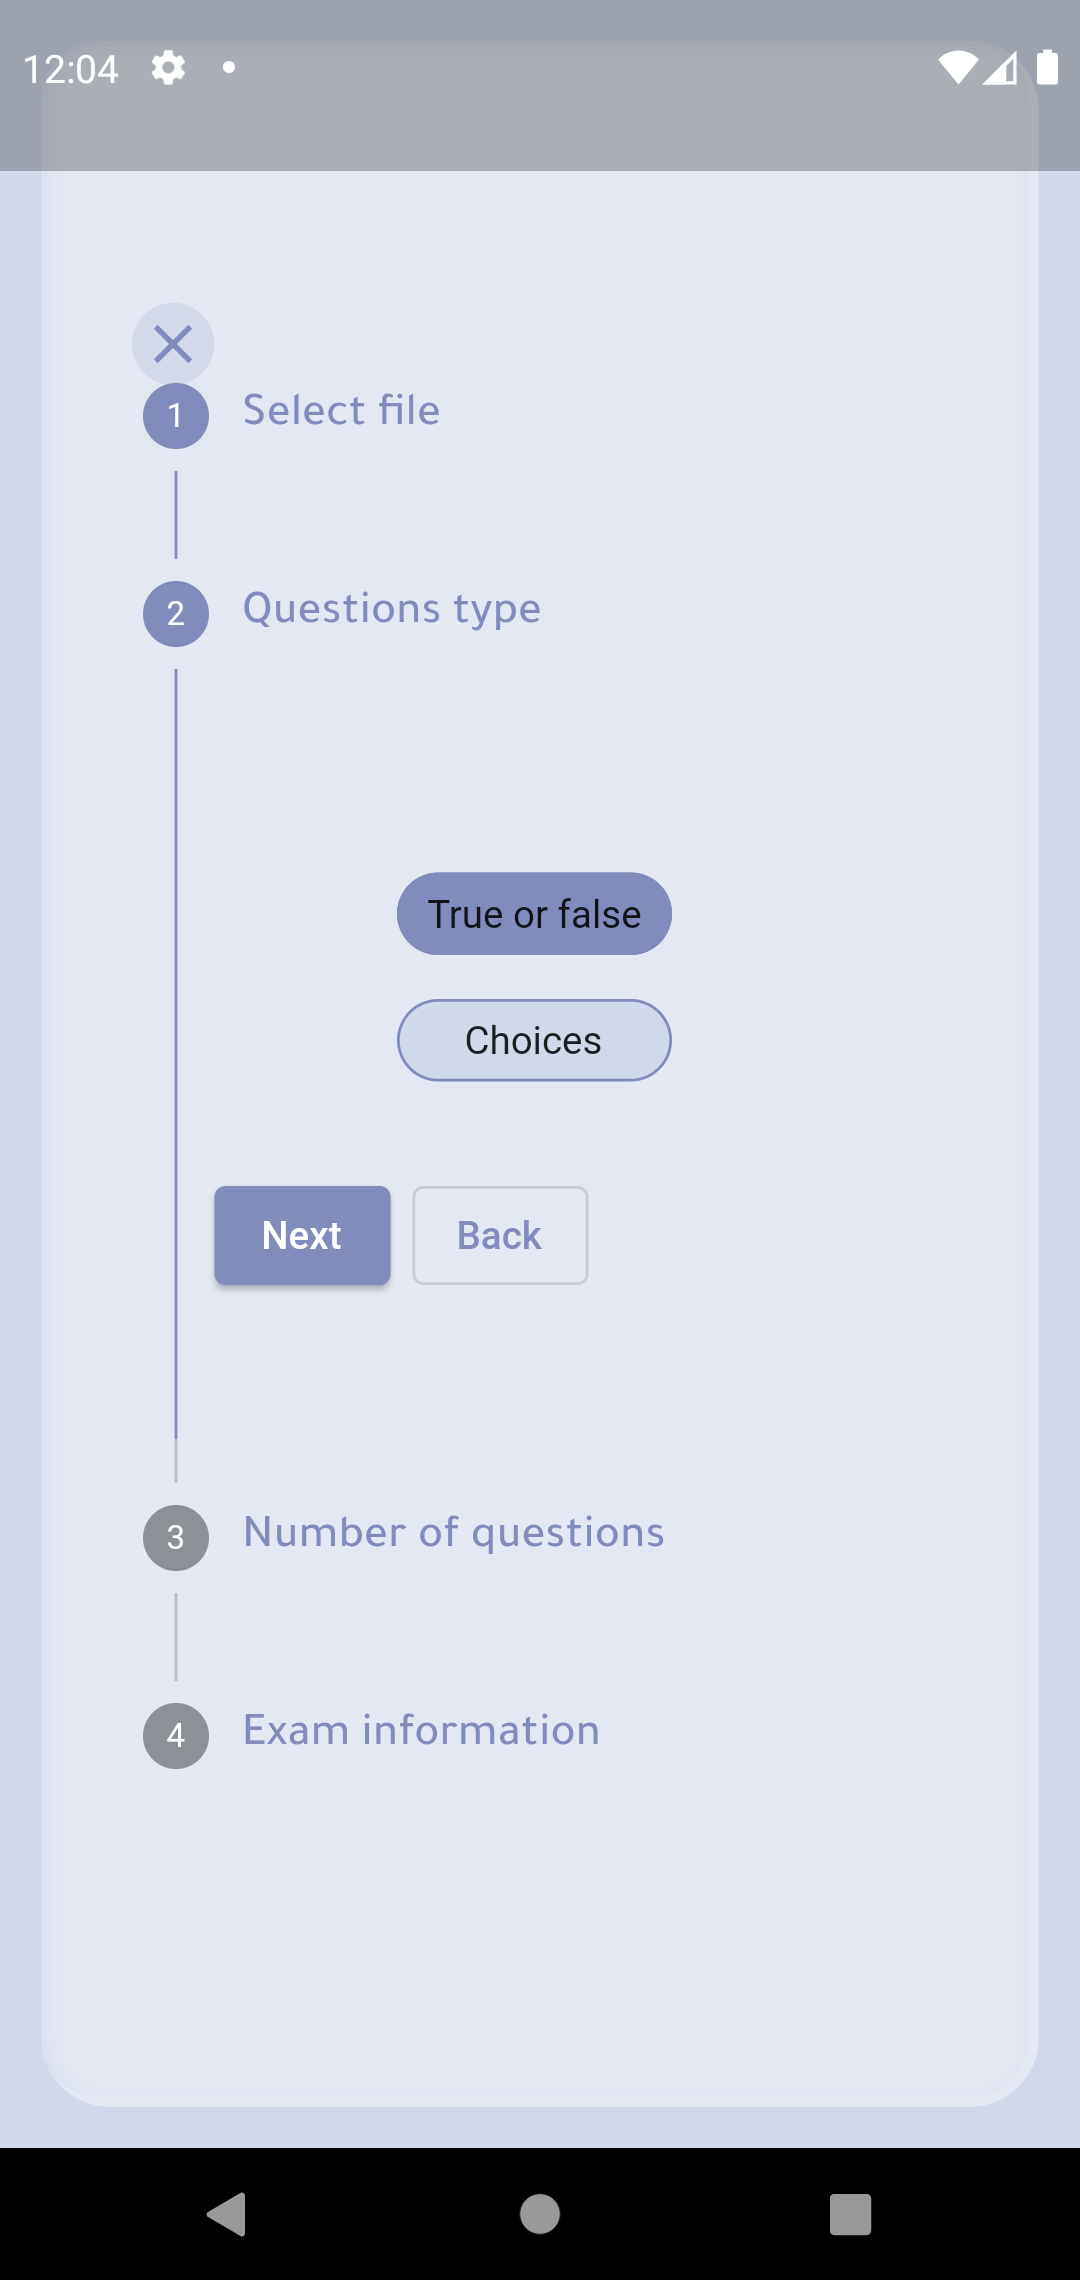 12:04
1 Select file
2 Questions type
True or false
Choices
Next Back
3 Number of questions
4 Exam information